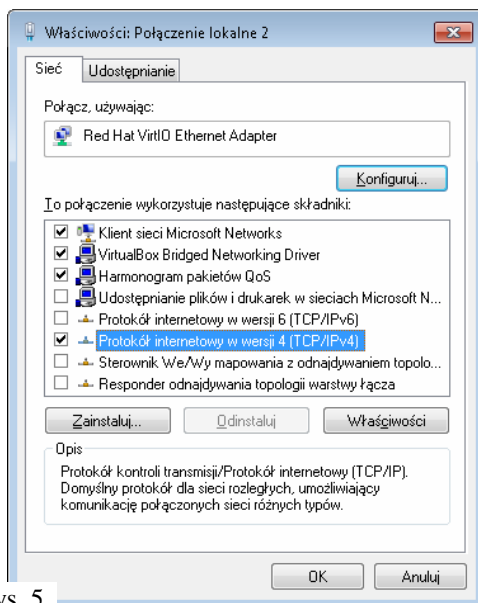 Właściwości: Połączenie lokalne 2
Sieć Udostępnianie
Połącz, używając:
Red Hat VirtIO Ethernet Adapter
Konfiguruj...
To połączenie wykorzystuje następujące składniki:
Klient sieci Microsoft Networks
VirtualBox Bridged Networking Driver
Harmonogram pakietów QoS
Udostępnianie plików i drukarek w sieciach Microsoft N...
Protokół internetowy w wersji 6 (TCP/IPv6)
Protokół internetowy w wersji 4 (TCP/IPv4)
Sterownik We/Wy mapowania z odnajdywaniem topolo...
Responder odnajdywania topologii warstwy łącza
Zainstaluj... Odinstaluj Właściwości
Opis
Protokół kontroli transmisji/Protokół internetowy (TCP/IP).
Domyślny protokół dla sieci rozległych, umożliwiający
komunikację połączonych sieci różnych typów.
OK Anuluj
ys. 5